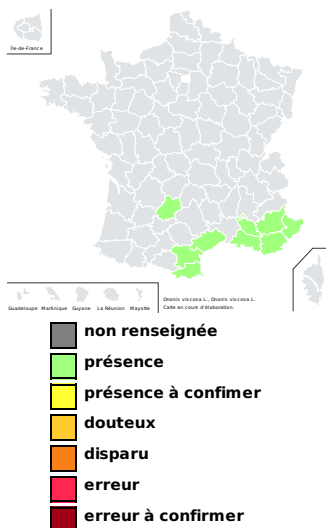 Île-de-France
Guadeloupe Martinique Guyane La Réunion Mayotte
Ononis viscosa L., Ononis viscosa L.
Carte en cours d'élaboration.
non renseignée
présence
présence à confimer
douteux
disparu
erreur
erreur à confirmer